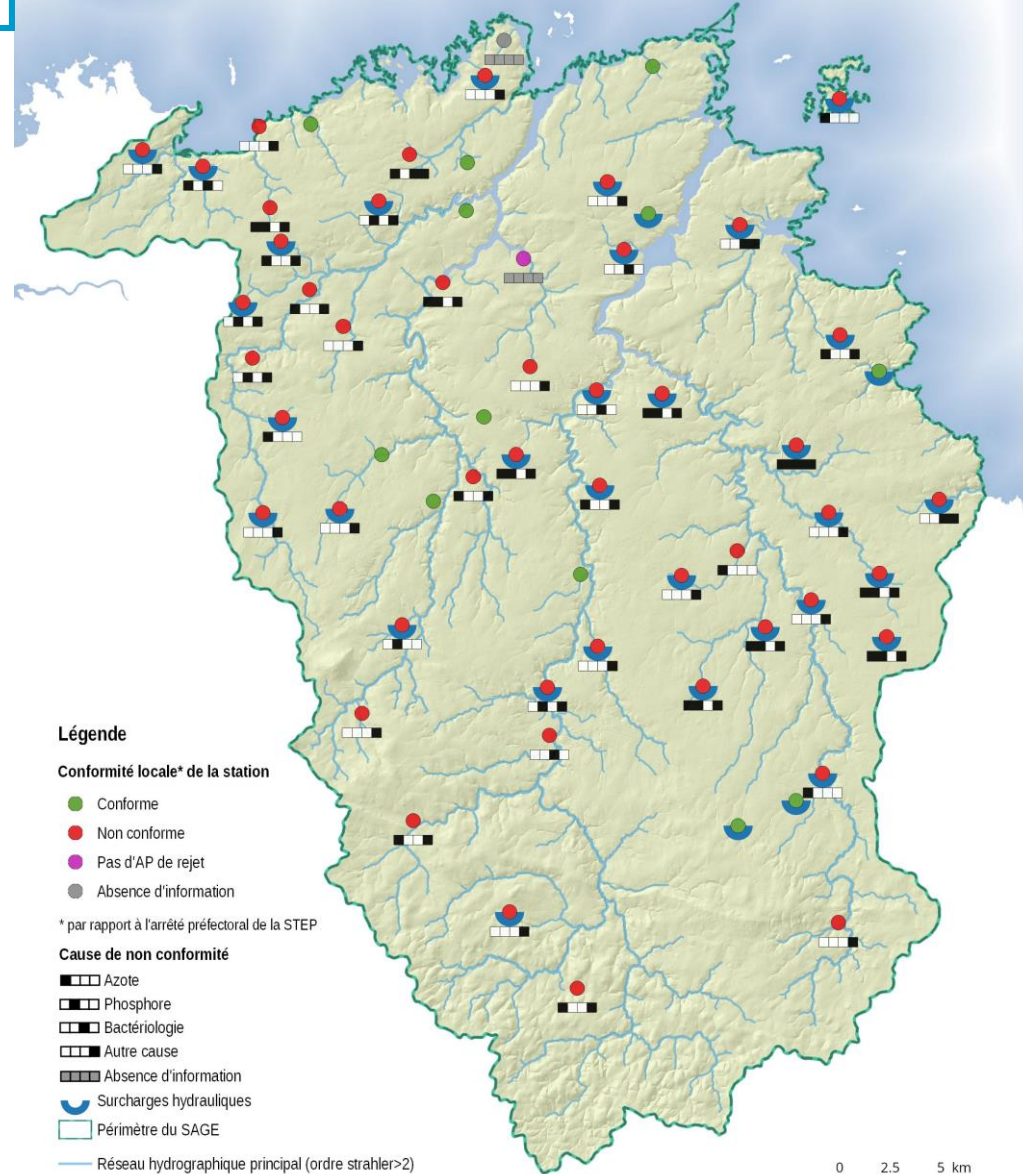 Légende
Conformité locale* de la station
Conforme
Non conforme
Pas d'AP de rejet
Absence d'information
* par rapport à l'arrêté préfectoral de la STEP
Cause de non conformité
Azote
Phosphore
Bactériologie
Autre cause
Absence d'information
Surcharges hydrauliques
Périmètre du SAGE
Réseau hydrographique principal (ordre strahler>2)
0 2.5 5 km